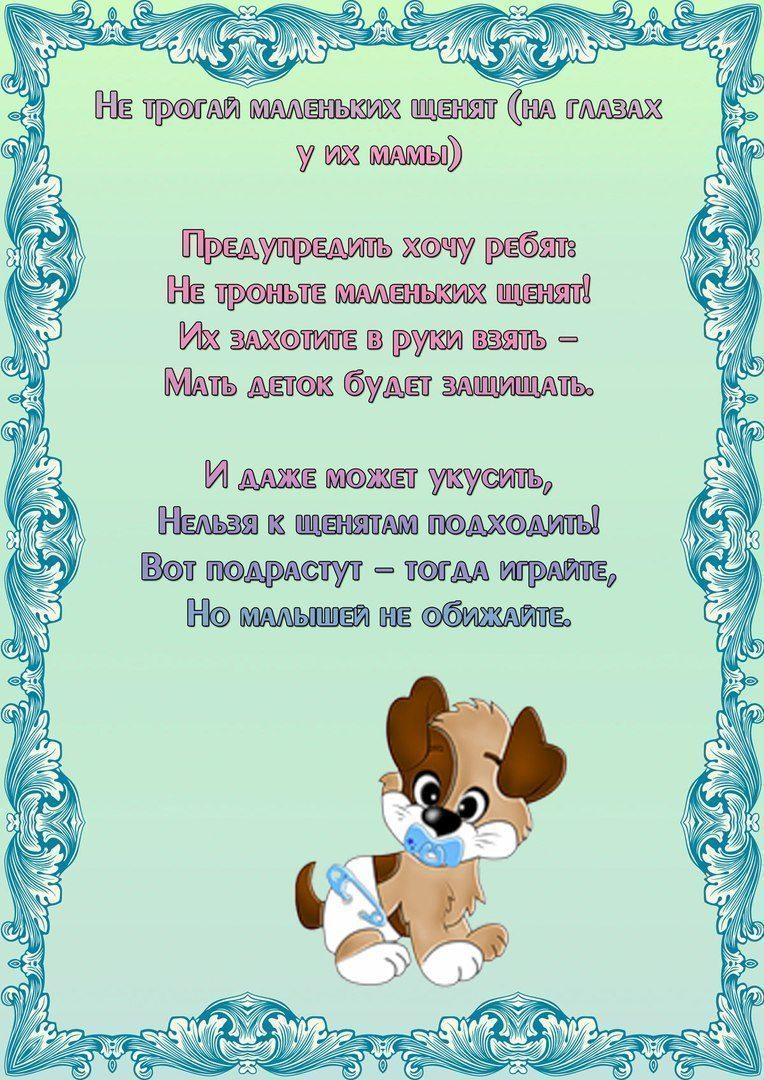 Не трогай маленьких щенят (на глазах
у их мамы)
Предупредить хочу ребят:
Не троньте маленьких щенят!
Их захотите в руки взять –
Мать деток будет защищать.
И даже может укусить,
Нельзя к щенятам подходить!
Вот подрастут – тогда играйте,
Но малышей не обижайте.